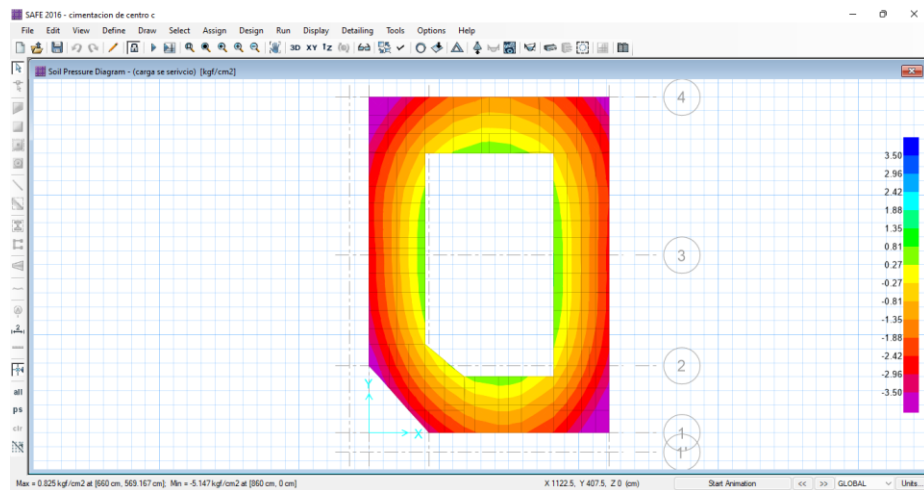 SAFE 2016 - cimentacion de centro c
File Edit View Define Draw Select Assign Design Run Display Detailing Tools Options Help
3D XY
Soil Pressure Diagram - (carga se serivcio) [kgf/cm2]
4
3.50
2.96
2.42
1.88
1.35
0.81
3
0.27
-0.27
-0.81
-1.35
-1.88
-2.42
2
-2.96
-3.50
all
Y
ps
clr
X
1
1'
Max = 0.825 kgf/cm2 at [660 cm, 569.167 cm]; Min = -5.147 kgf/cm2 at [860 cm, 0 cm] X 1122.5, Y 407.5, Z 0 (cm) Start Animation << >> GLOBAL Units...